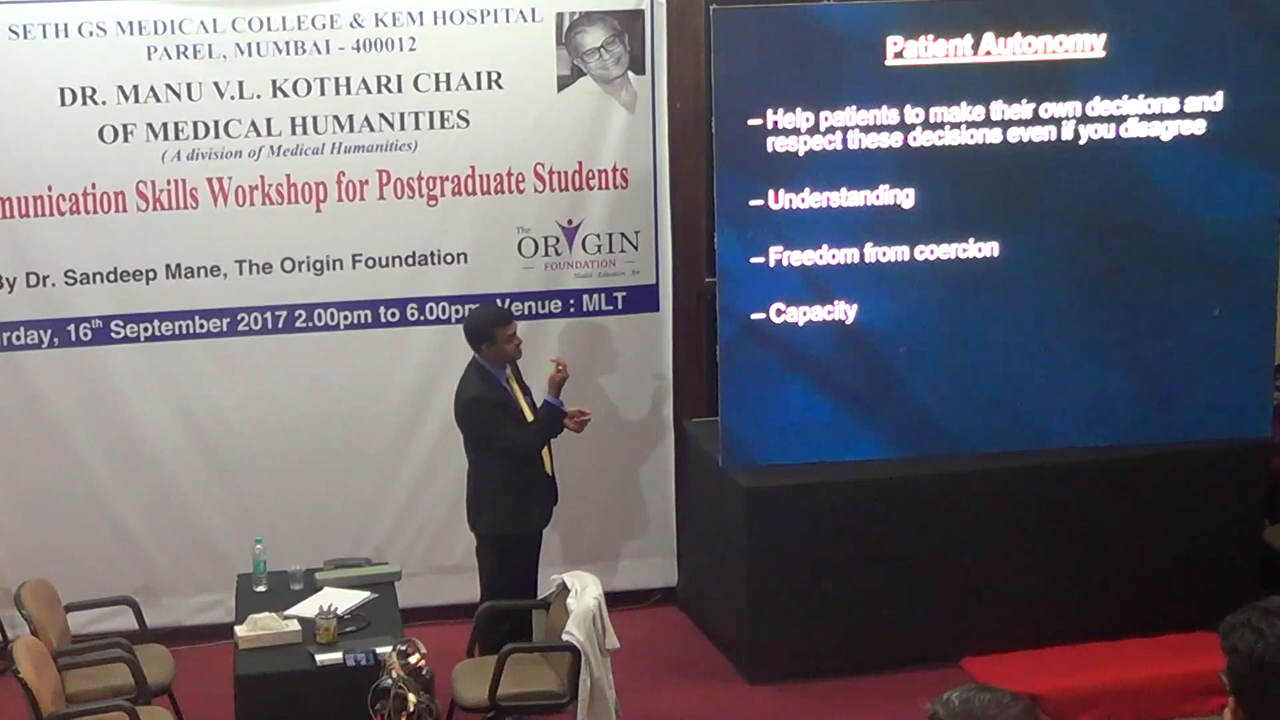 SETH GS MEDICAL COLLEGE & KEM HOSPITAL
PAREL, MUMBAI - 400012
DR. MANU V.L. KOTHARI CHAIR
OF MEDICAL HUMANITIES
(A division of Medical Humanities)
munication Skills Workshop for Postgraduate Students
By Dr. Sandeep Mane, The Origin Foundation
The
ORIGIN
FOUNDATION
Health Education
rday, 16th September 2017 2.00pm to 6.00pm Venue : MLT
Patient Autonomy
– Help patients to make their own decisions and
respect these decisions even if you disagree
– Understanding
– Freedom from coercion
– Capacity